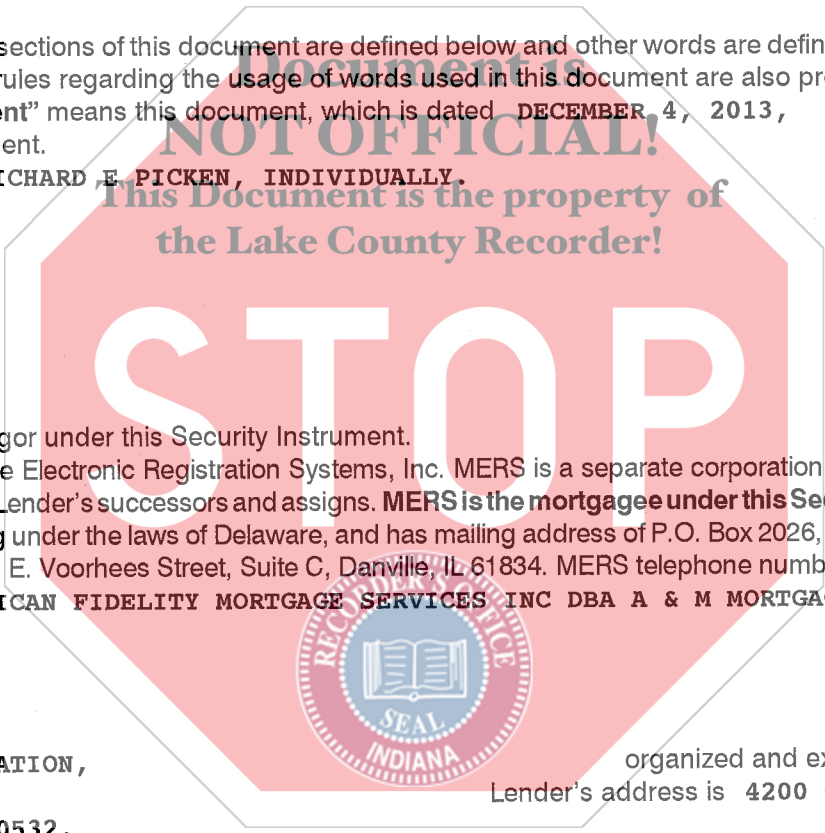 sections of this document are defined below and other words are defin
Document is
rules regarding the usage of words used in this document are also pr
ent” means this document, which is dated DECEMBER 4, 2013,
NOT OFFICIAL!
ent.
ICHARD E PICKEN, INDIVIDUALLY.
This Document is the property of
the Lake County Recorder!
STOP
gor under this Security Instrument.
e Electronic Registration Systems, Inc. MERS is a separate corporation
Lender's successors and assigns. MERS is the mortgagee under this Sec
g under the laws of Delaware, and has mailing address of P.O. Box 2026,
E. Voorhees Street, Suite C, Danville, IL 61834. MERS telephone numb
ICAN FIDELITY MORTGAGE SERVICES INC DBA A & M MORTGAG
RECORDER'S OFFICE
SEAL
INDIANA
ATION,
organized and ex
Lender's address is 4200
0532.